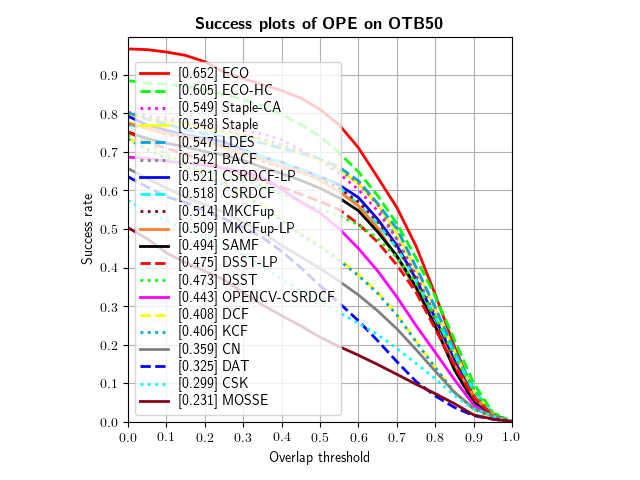 Success plots of OPE on OTB50
Success rate
0.9
0.8
0.7
0.6
0.5
0.4
0.3
0.2
0.1
0.0
[0.652] ECO
[0.605] ECO-HC
[0.549] Staple-CA
[0.548] Staple
[0.547] LDES
[0.542] BACF
[0.521] CSRDCF-LP
[0.518] CSRDCF
[0.514] MKCFup
[0.509] MKCFup-LP
[0.494] SAMF
[0.475] DSST-LP
[0.473] DSST
[0.443] OPENCV-CSRDCF
[0.408] DCF
[0.406] KCF
[0.359] CN
[0.325] DAT
[0.299] CSK
[0.231] MOSSE
0.0 0.1 0.2 0.3 0.4 0.5 0.6 0.7 0.8 0.9 1.0
Overlap threshold